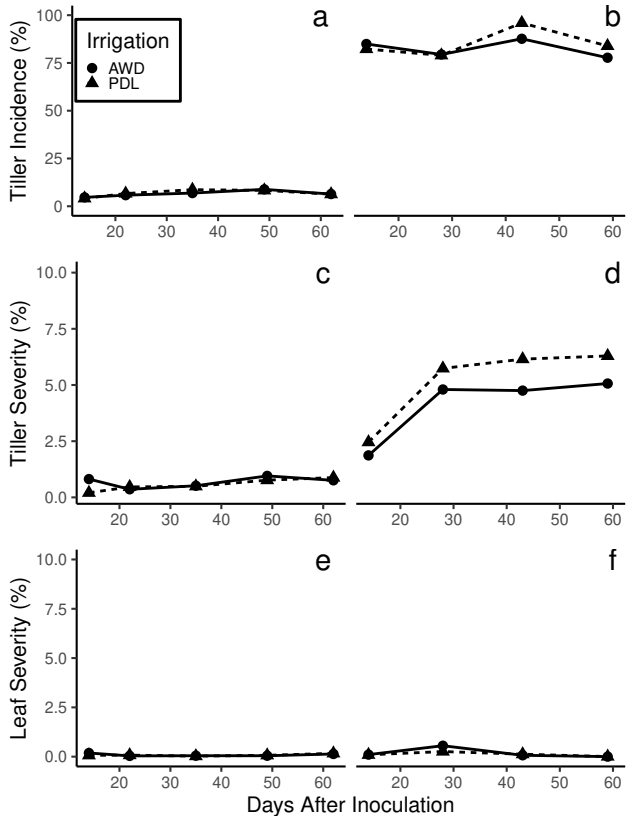 a
b
Irrigation
AWD
PDL
Tiller Incidence (%)
100
75
50
25
0
20 30 40 50 60
20 30 40 50 60
c
d
Tiller Severity (%)
10.0
7.5
5.0
2.5
0.0
20 30 40 50 60
20 30 40 50 60
e
f
Leaf Severity (%)
10.0
7.5
5.0
2.5
0.0
20 30 40 50 60
20 30 40 50 60
Days After Inoculation